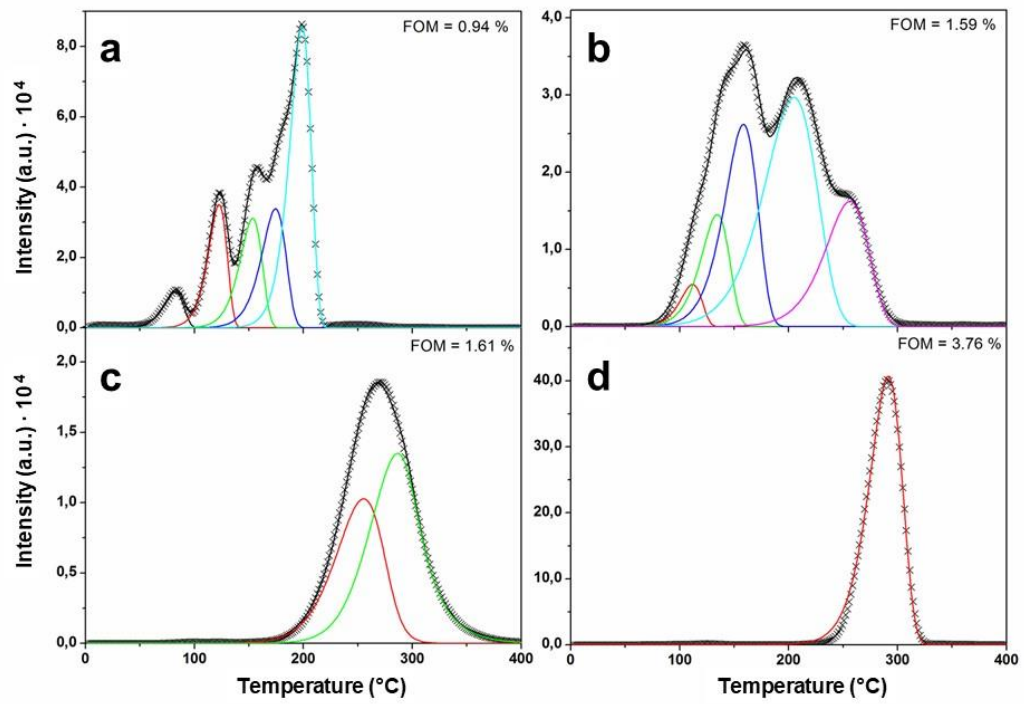 a
FOM = 0.94 %
8,0
6,0
4,0
2,0
0,0
Intensity (a.u.) · 10⁴
b
FOM = 1.59 %
4,0
3,0
2,0
1,0
0,0
c
FOM = 1.61 %
2,0
1,5
1,0
0,5
0,0
Intensity (a.u.) · 10⁴
0 100 200 300 400
Temperature (°C)
d
FOM = 3.76 %
40,0
30,0
20,0
10,0
0,0
0 100 200 300 400
Temperature (°C)